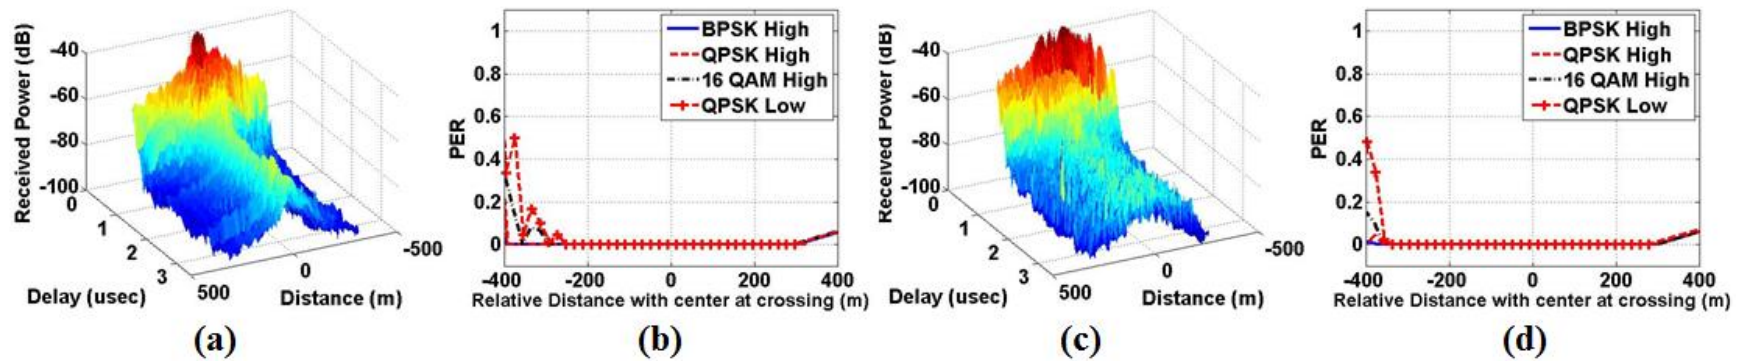 Received Power (dB)
-40
-60
-80
-100
0
1
2
3
500
0
-500
Delay (usec)
Distance (m)
(a)
PER
1
0.8
0.6
0.4
0.2
0
-400
-200
0
200
400
BPSK High
QPSK High
16 QAM High
QPSK Low
Relative Distance with center at crossing (m)
(b)
Received Power (dB)
-40
-60
-80
-100
0
1
2
3
500
0
-500
Delay (usec)
Distance (m)
(c)
PER
1
0.8
0.6
0.4
0.2
0
-400
-200
0
200
400
BPSK High
QPSK High
16 QAM High
QPSK Low
Relative Distance with center at crossing (m)
(d)